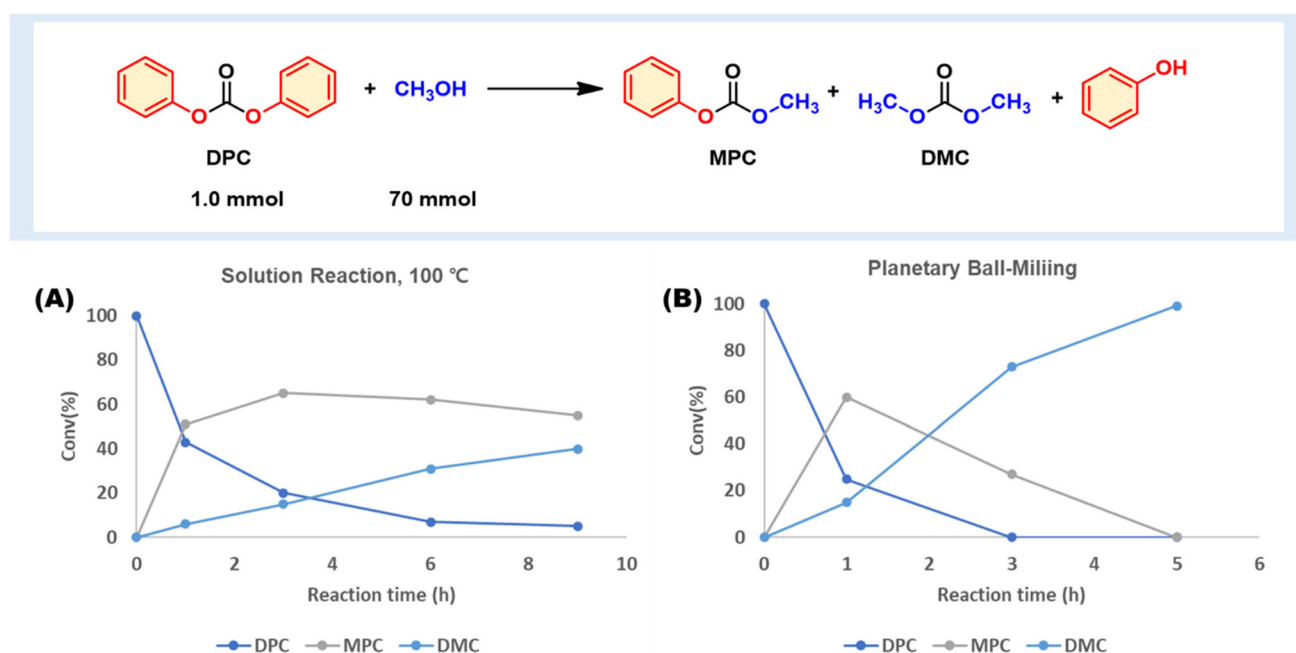 O
O O
+ CH₃OH
O
O O CH₃
+
O
H₃C O O CH₃
+
OH
DPC MPC DMC
1.0 mmol 70 mmol
(A) Solution Reaction, 100 ℃
Conv(%)
100
80
60
40
20
0
0 2 4 6 8 10
Reaction time (h)
DPC MPC DMC
(B) Planetary Ball-Miliing
Conv(%)
100
80
60
40
20
0
0 1 2 3 4 5 6
Reaction time (h)
DPC MPC DMC